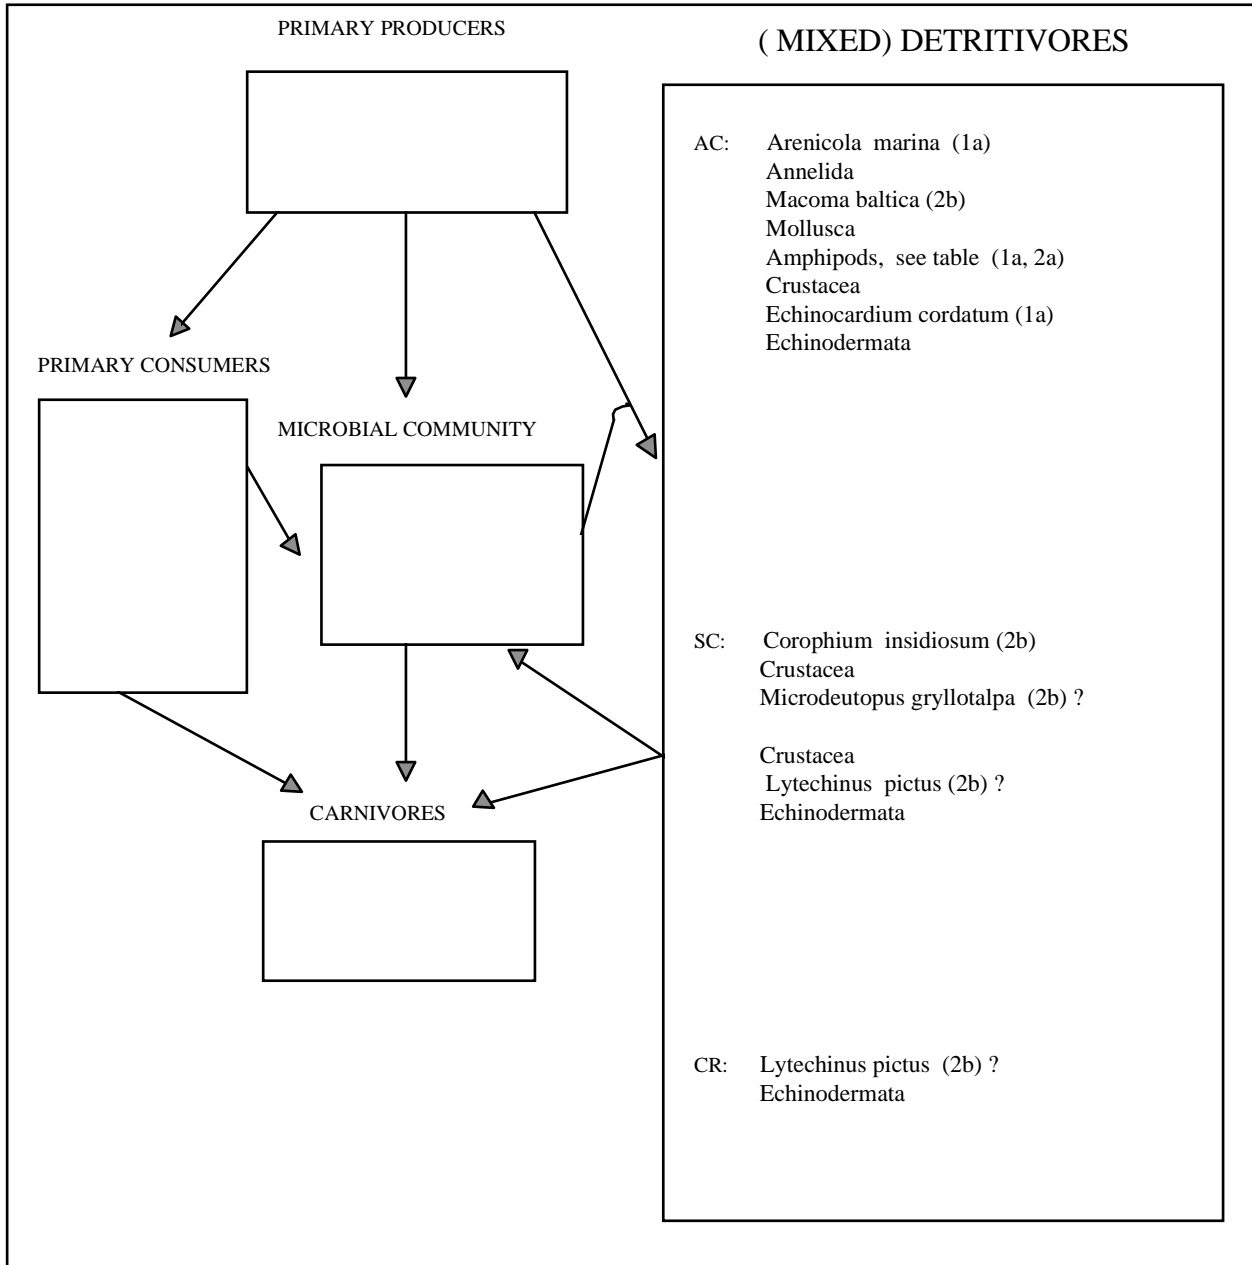 PRIMARY PRODUCERS
( MIXED) DETRITIVORES
AC: Arenicola marina (1a)
Annelida
Macoma baltica (2b)
Mollusca
Amphipods, see table (1a, 2a)
Crustacea
Echinocardium cordatum (1a)
Echinodermata
PRIMARY CONSUMERS
MICROBIAL COMMUNITY
SC: Corophium insidiosum (2b)
Crustacea
Microdeutopus gryllotalpa (2b) ?
Crustacea
Lytechinus pictus (2b) ?
Echinodermata
CARNIVORES
CR: Lytechinus pictus (2b) ?
Echinodermata